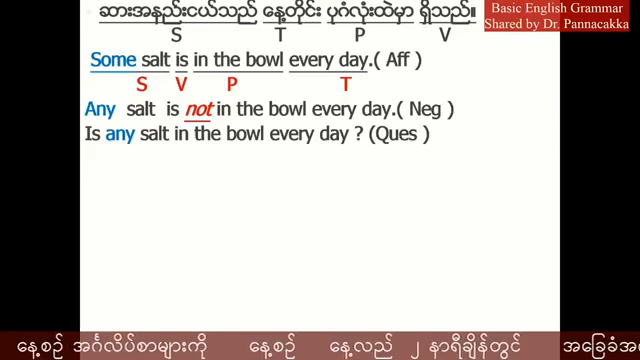 ဆားအနည်းငယ်သည် နေ့တိုင်း ပုဂံလုံးထဲမှာ ရှိသည်။
S T P V
Basic English Grammar
Shared by Dr. Pannacakka
Some salt is in the bowl every day.( Aff )
S V P T
Any salt is not in the bowl every day.( Neg )
Is any salt in the bowl every day ? (Ques )
နေ့စဉ် အင်္ဂလိပ်စာများကို နေ့စဉ် နေ့လည် ၂ နာရီချိန်တွင်